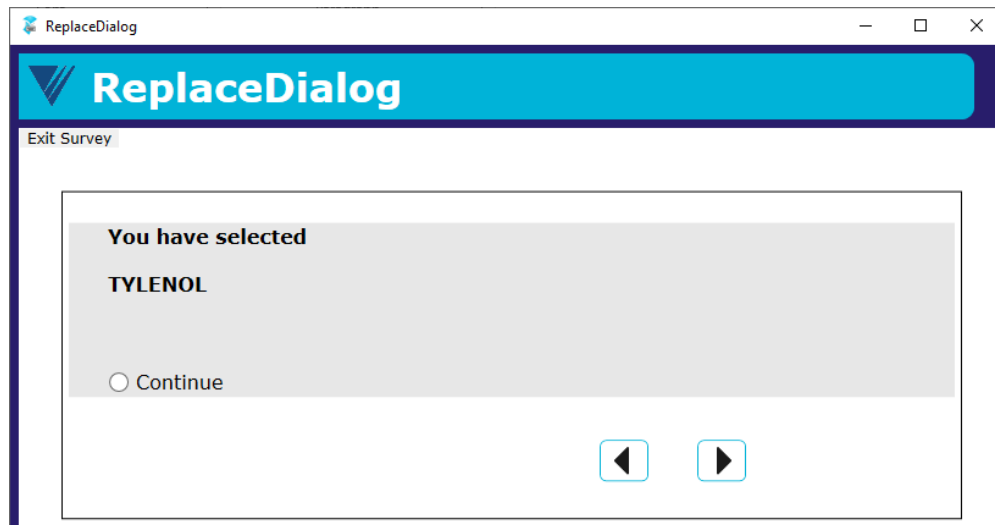 ReplaceDialog
ReplaceDialog
Exit Survey
You have selected
TYLENOL
Continue